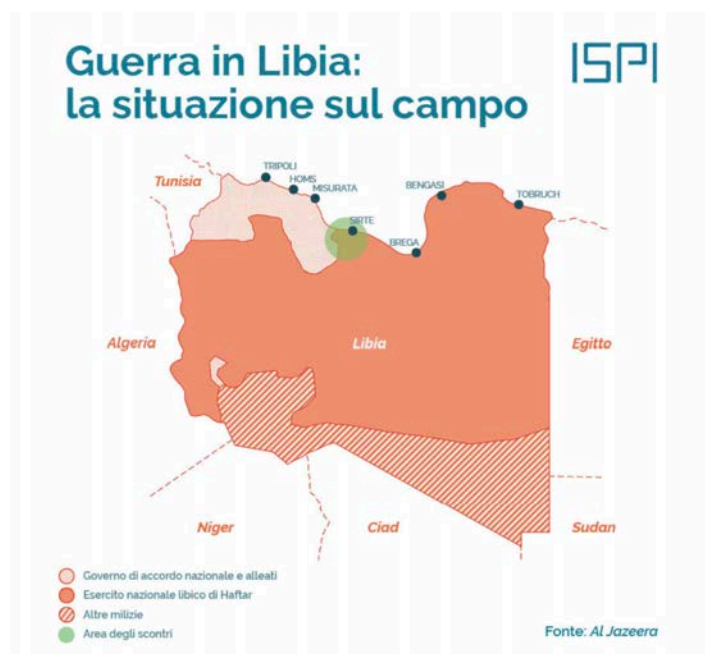 Guerra in Libia:
la situazione sul campo
ISPI
TRIPOLI
HOMS
MISURATA
Tunisia
BENGASI
TOBRUCH
SIRTE
BREGA
Algeria
Libia
Egitto
Niger
Ciad
Sudan
Governo di accordo nazionale e alleati
Esercito nazionale libico di Haftar
Altre milizie
Area degli scontri
Fonte: Al Jazeera